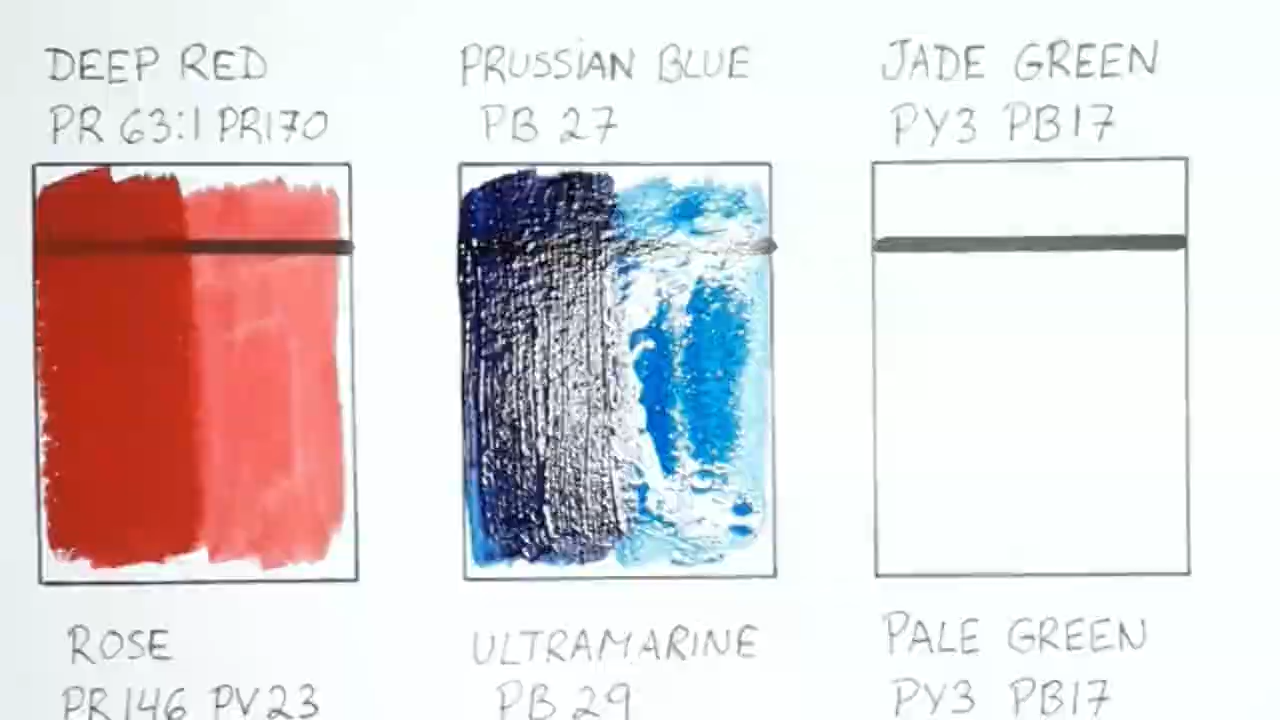 DEEP RED
PR 63:1 PR170
PRUSSIAN BLUE
PB 27
JADE GREEN
PY3 PB17
ROSE
PR146 PV23
ULTRAMARINE
PB 29
PALE GREEN
PY3 PB17